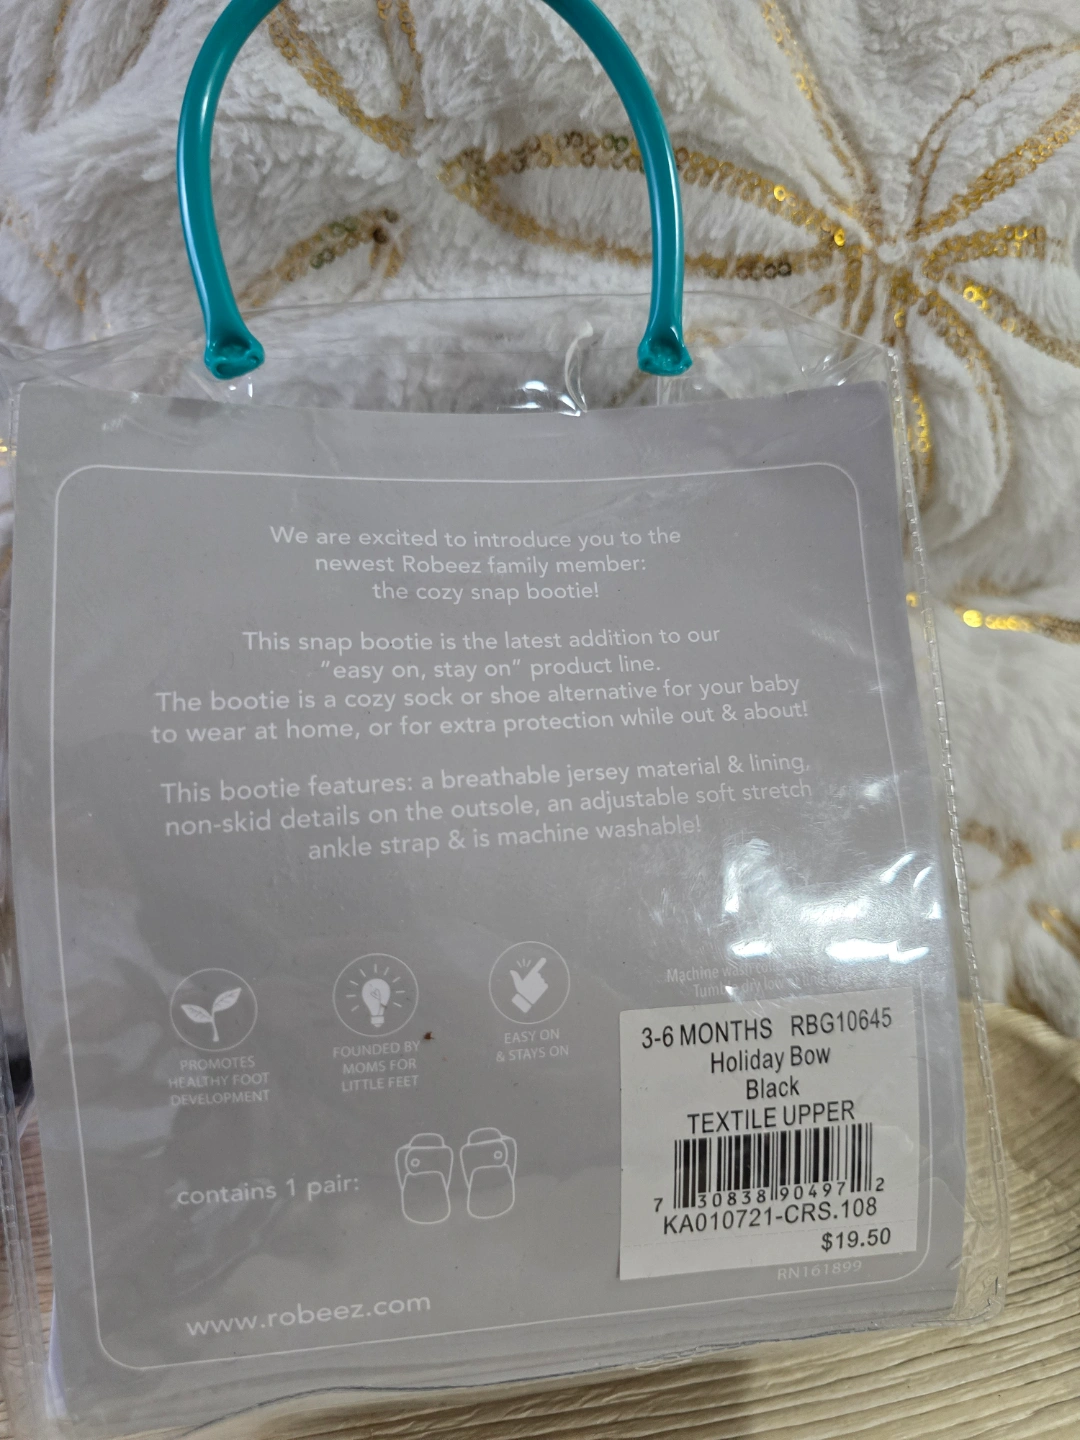 We are excited to introduce you to the
newest Robeez family member:
the cozy snap bootie!
This snap bootie is the latest addition to our
"easy on, stay on" product line.
The bootie is a cozy sock or shoe alternative for your baby
to wear at home, or for extra protection while out & about!
This bootie features: a breathable jersey material & lining,
non-skid details on the outsole, an adjustable soft stretch
ankle strap & is machine washable!
PROMOTES
HEALTHY FOOT
DEVELOPMENT
FOUNDED BY
MOMS FOR
LITTLE FEET
EASY ON
& STAYS ON
Machine wash
Tumble dry low
3-6 MONTHS RBG10645
Holiday Bow
Black
TEXTILE UPPER
7 30838 90497 2
KA010721-CRS.108
$19.50
RN161899
contains 1 pair:
www.robeez.com